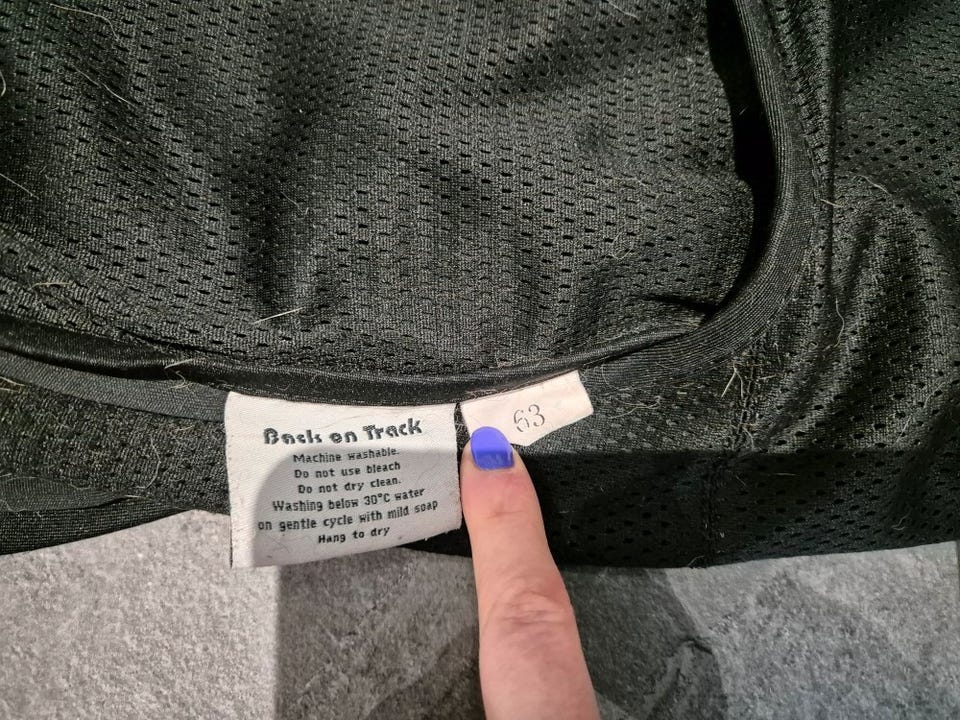 Back on Track
Machine washable.
Do not use bleach
Do not dry clean.
Washing below 30°C water
on gentle cycle with mild soap
Hang to dry
63